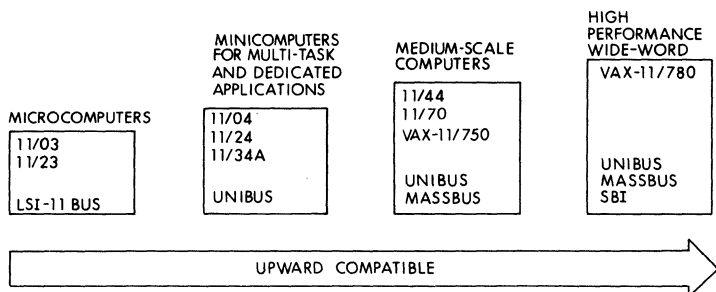 MICROCOMPUTERS
11/03
11/23
LSI-11 BUS
MINICOMPUTERS
FOR MULTI-TASK
AND DEDICATED
APPLICATIONS
11/04
11/24
11/34A
UNIBUS
MEDIUM-SCALE
COMPUTERS
11/44
11/70
VAX-11/750
UNIBUS
MASSBUS
HIGH
PERFORMANCE
WIDE-WORD
VAX-11/780
UNIBUS
MASSBUS
SBI
UPWARD COMPATIBLE